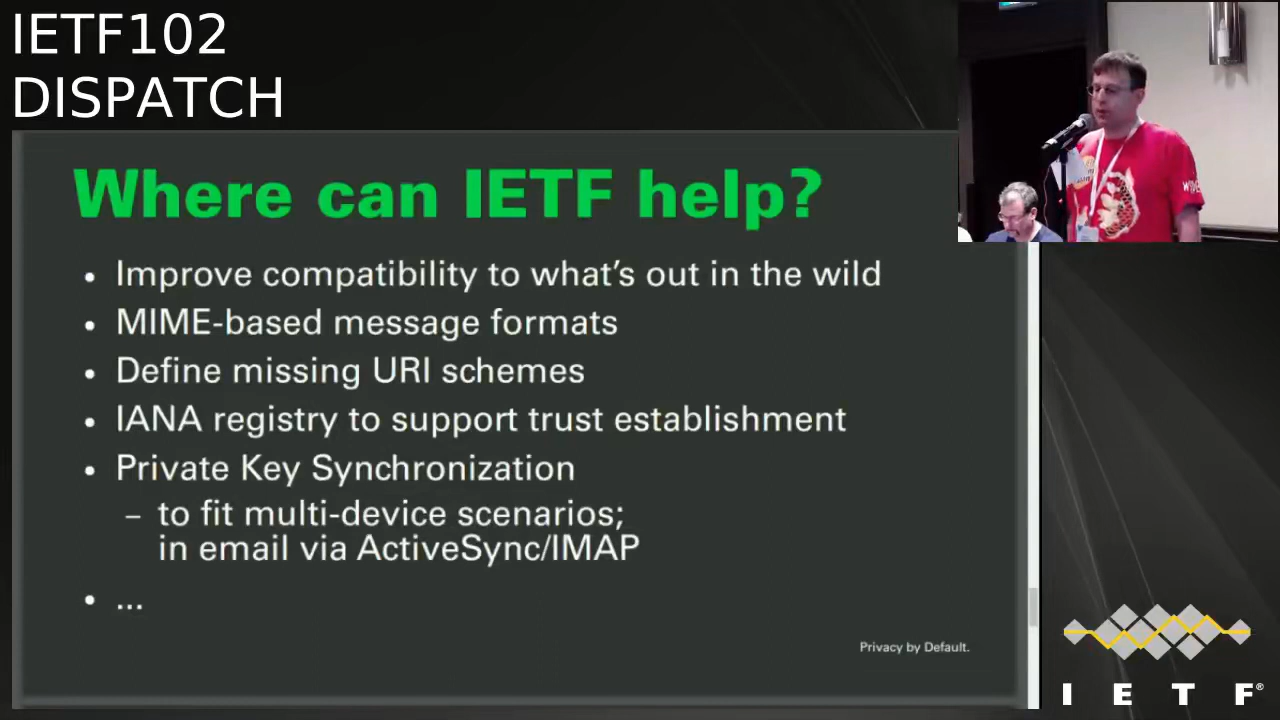 IETF102
DISPATCH
Where can IETF help?
• Improve compatibility to what's out in the wild
• MIME-based message formats
• Define missing URI schemes
• IANA registry to support trust establishment
• Private Key Synchronization
– to fit multi-device scenarios;
in email via ActiveSync/IMAP
• ...
Privacy by Default.
I E T F®